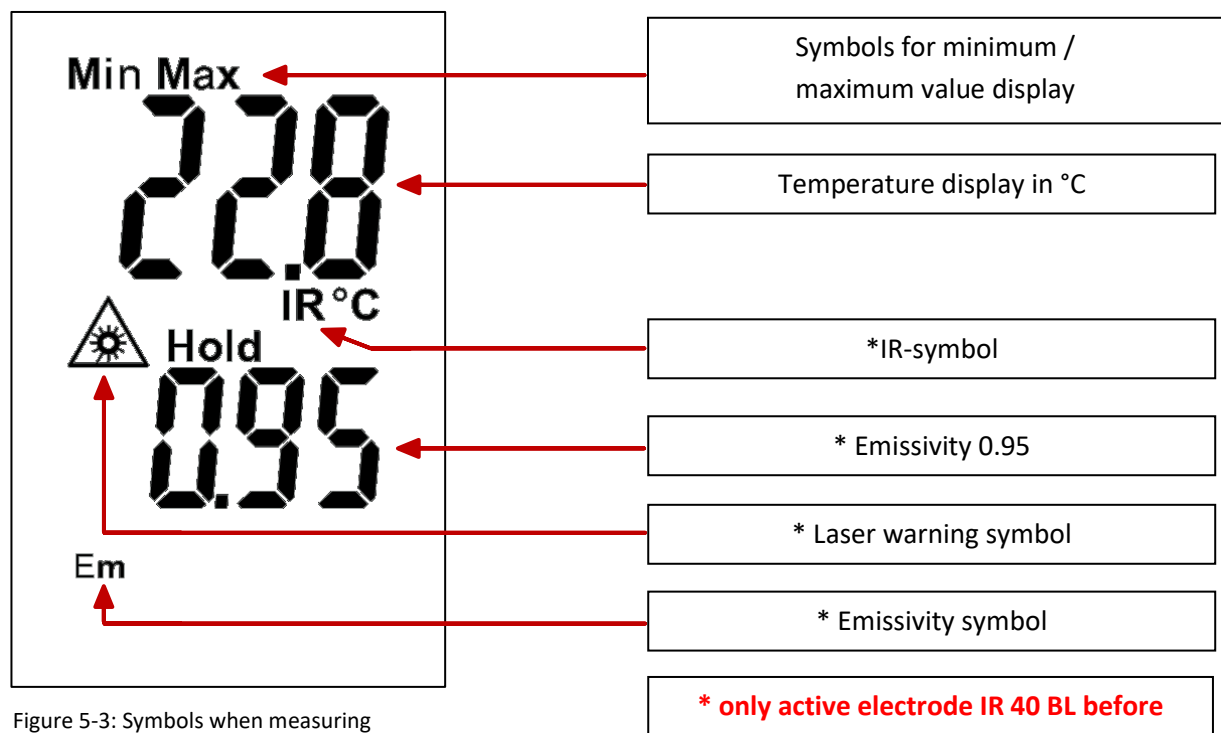 Min Max
22.8
IR °C
Hold
0.95
Em
Symbols for minimum /
maximum value display
Temperature display in °C
*IR-symbol
* Emissivity 0.95
* Laser warning symbol
* Emissivity symbol
* only active electrode IR 40 BL before
Figure 5-3: Symbols when measuring